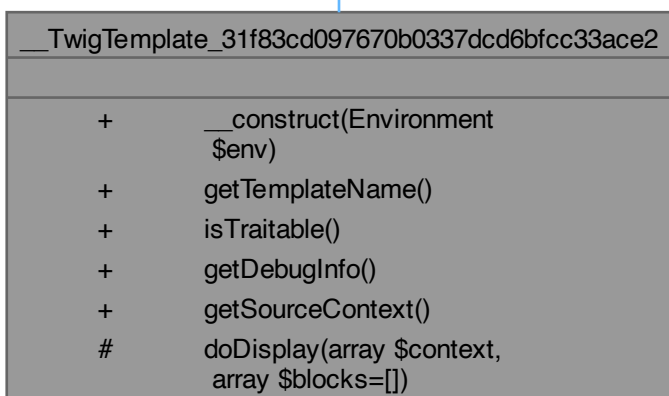 __TwigTemplate_31f83cd097670b0337dcd6bfcc33ace2
+ __construct(Environment
$env)
+ getTemplateName()
+ isTraitable()
+ getDebugInfo()
+ getSourceContext()
# doDisplay(array $context,
array $blocks=[])